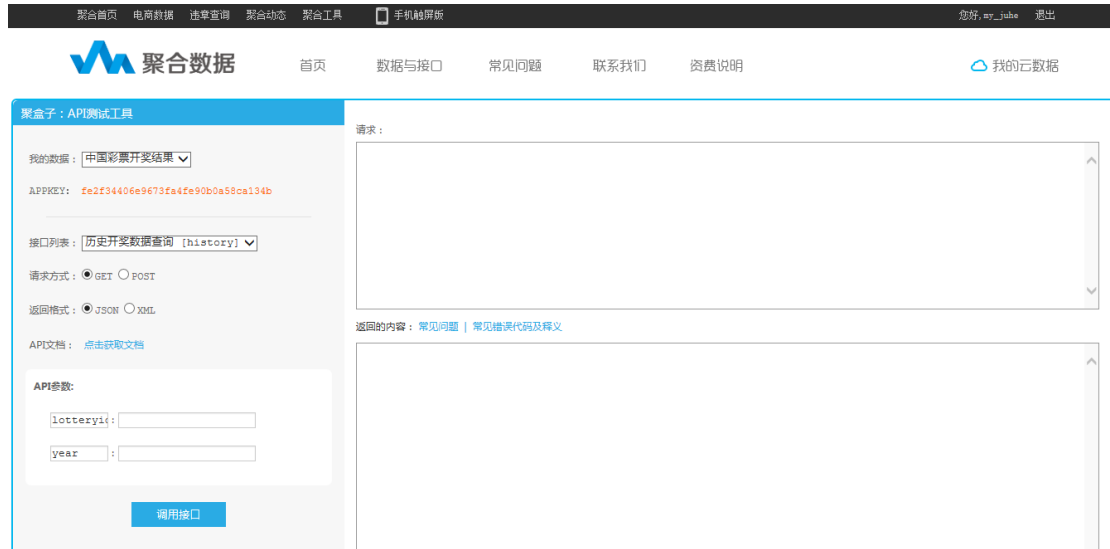 聚合首页 电商数据 违章查询 聚合动态 聚合工具 手机触屏版 您好,my_juhe 退出
聚合数据 首页 数据与接口 常见问题 联系我们 资费说明 我的云数据
聚盒子：API测试工具
请求：
我的数据： 中国彩票开奖结果
APPKEY: fe2f34406e9673fa4fe90b0a58ca134b
接口列表： 历史开奖数据查询 [history]
请求方式： GET POST
返回格式： JSON XML
返回的内容： 常见问题 | 常见错误代码及释义
API文档： 点击获取文档
API参数:
lotteryid :
year :
调用接口